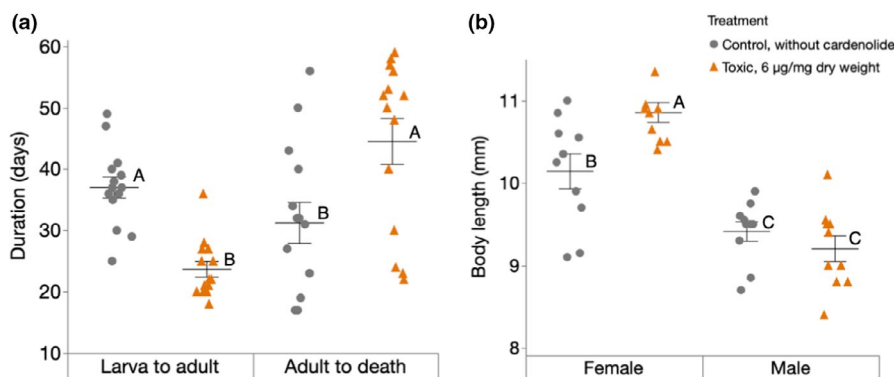 (a)
60
50
40
30
20
10
Duration (days)
A
B
B
A
Larva to adult
Adult to death
(b)
11
10
9
8
Body length (mm)
B
A
C
C
Female
Male
Treatment
Control, without cardenolide
Toxic, 6 µg/mg dry weight